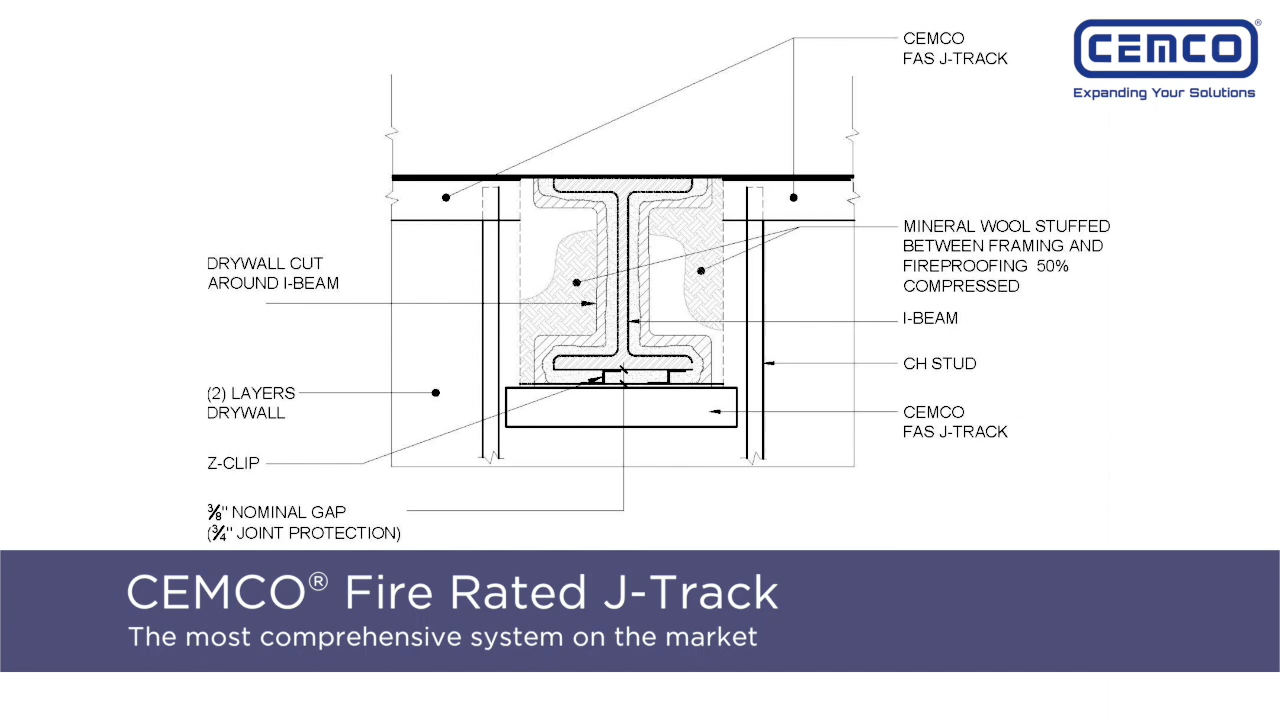 CEMCO
FAS J-TRACK
CEMCO®
Expanding Your Solutions
MINERAL WOOL STUFFED
BETWEEN FRAMING AND
FIREPROOFING 50%
COMPRESSED
DRYWALL CUT
AROUND I-BEAM
I-BEAM
CH STUD
(2) LAYERS
DRYWALL
CEMCO
FAS J-TRACK
Z-CLIP
⅜" NOMINAL GAP
(¾" JOINT PROTECTION)
CEMCO® Fire Rated J-Track
The most comprehensive system on the market